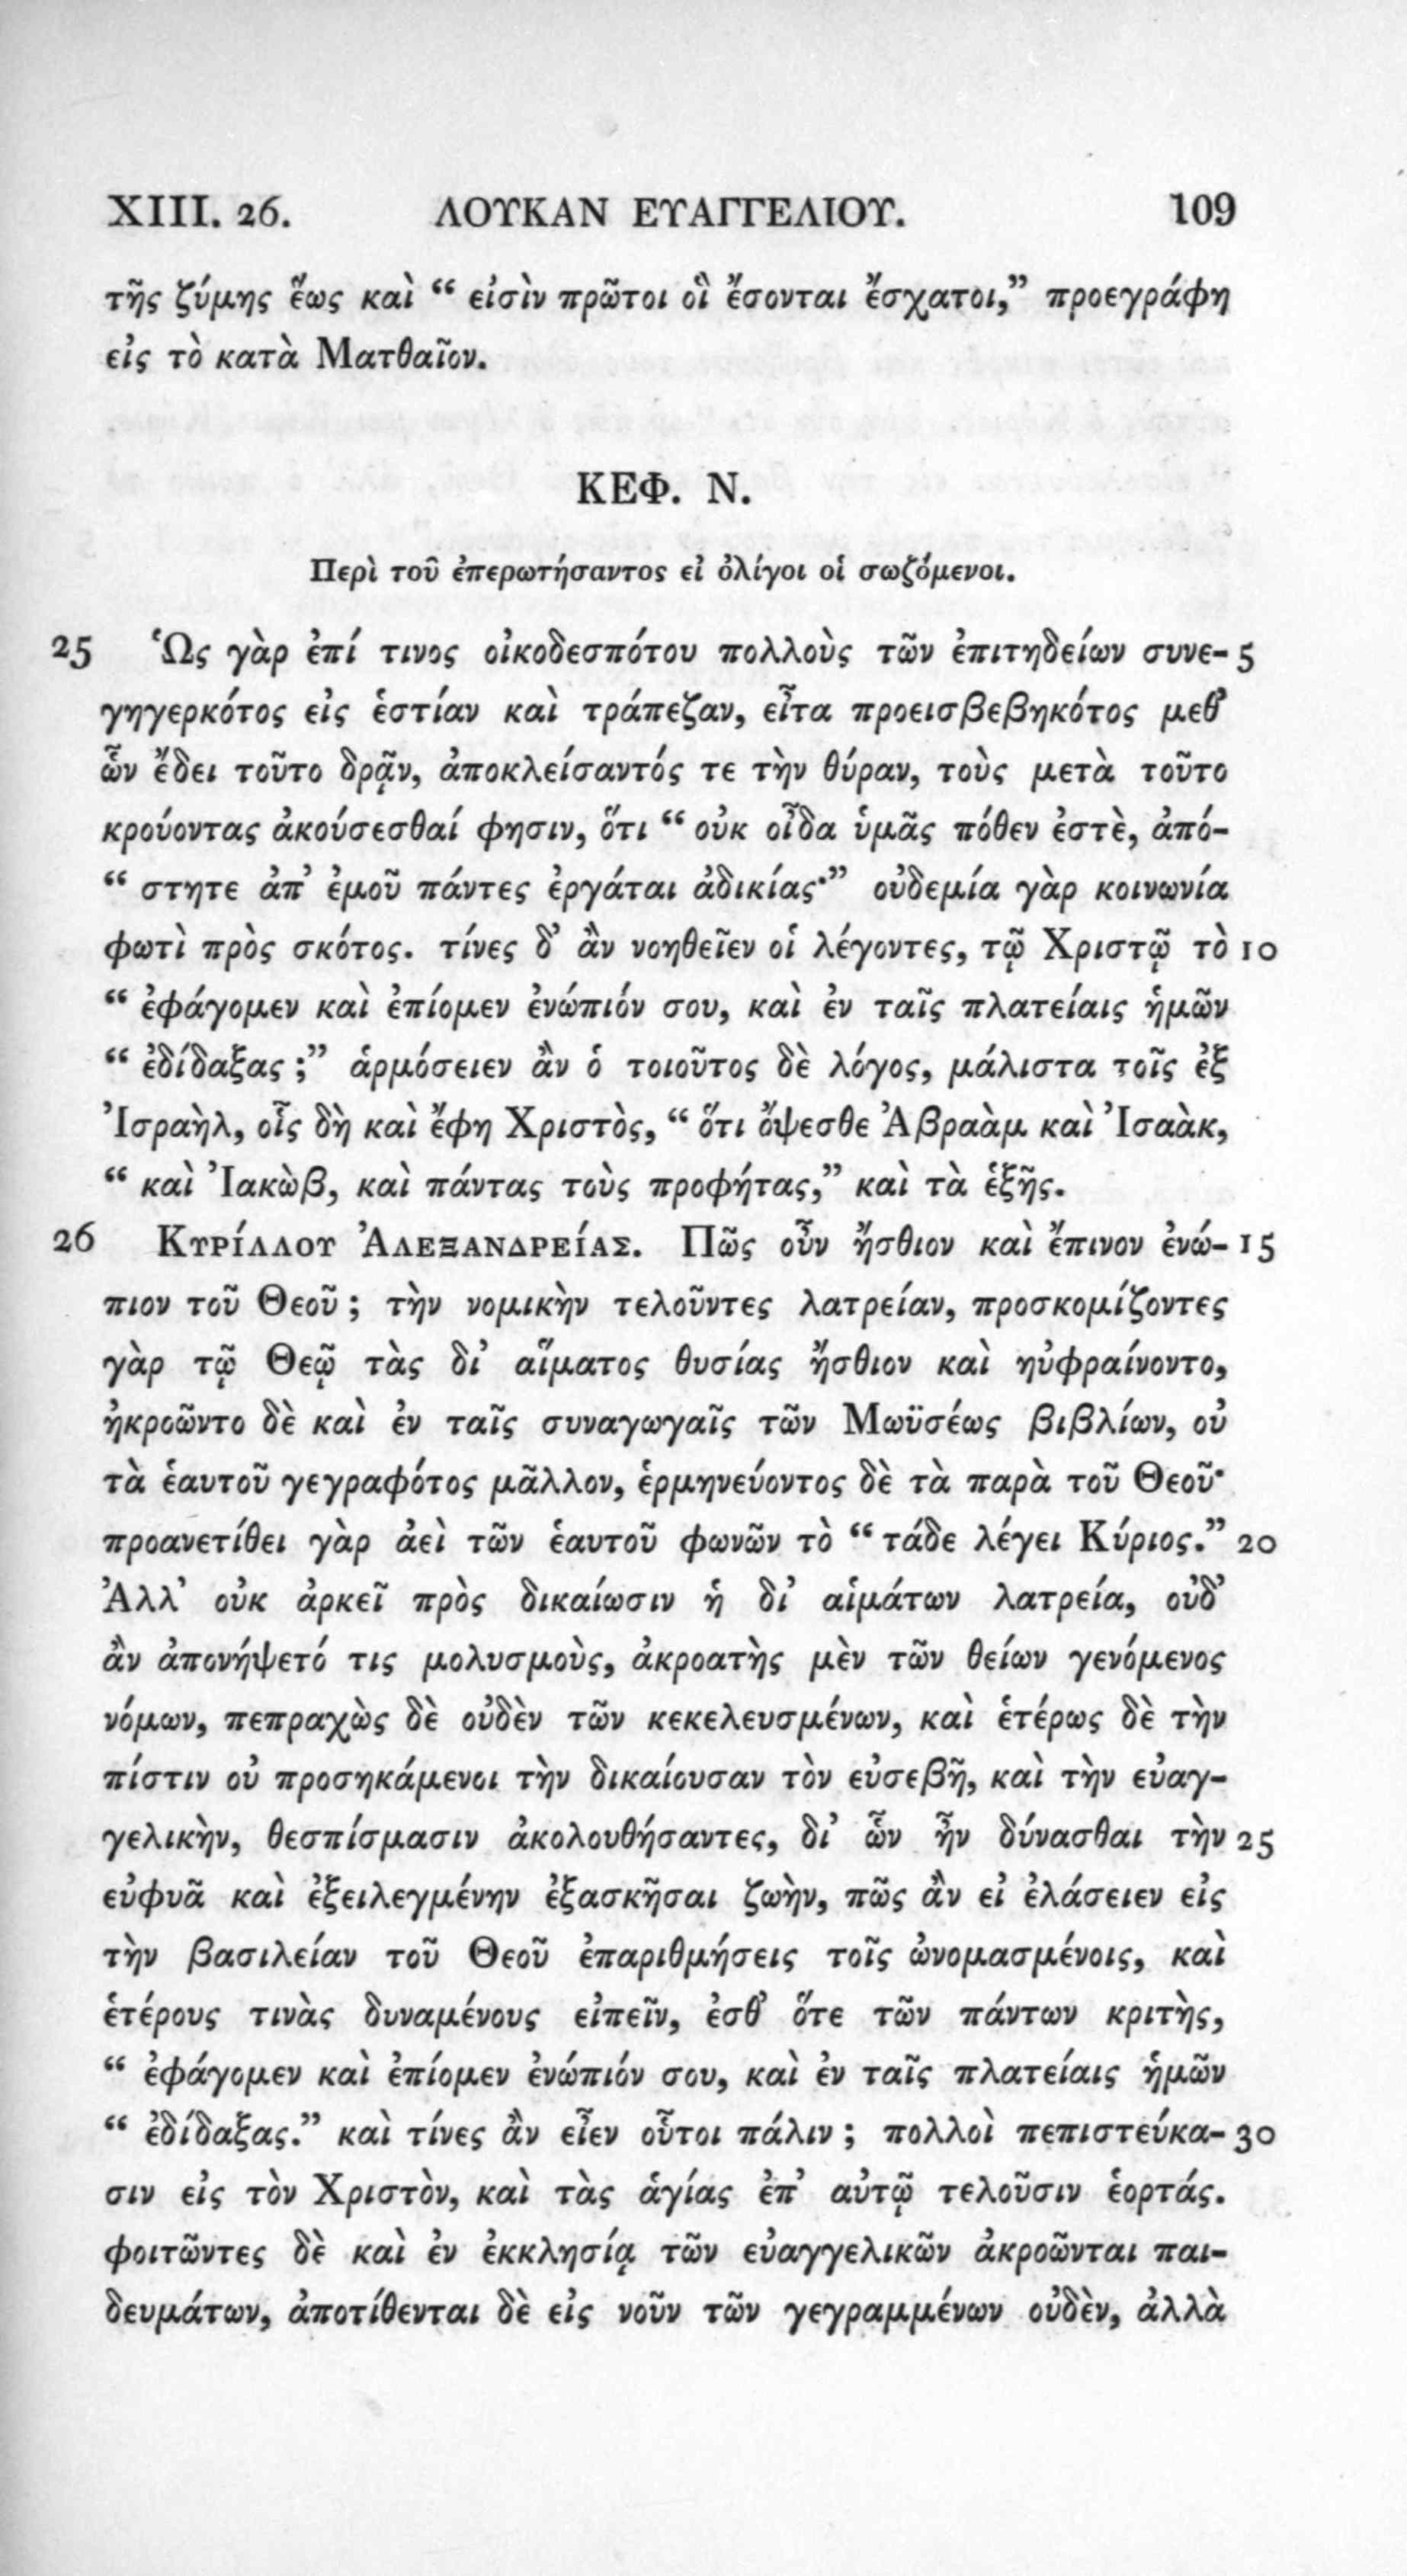 XIII. 26. ΛΟΥΚΑΝ ΕΥΑΓΓΕΛΙΟΥ. 109
τῆς ζύμης ἕως καὶ “ εἰσὶν πρῶτοι οἳ ἔσονται ἔσχατοι,” προεγράφη
εἰς τὸ κατὰ Ματθαῖον.
ΚΕΦ. Ν.
Περὶ τοῦ ἐπερωτήσαντος εἰ ὀλίγοι οἱ σωζόμενοι.
25 Ὡς γὰρ ἐπί τινος οἰκοδεσπότου πολλοὺς τῶν ἐπιτηδείων συνε- 5
γηγερκότος εἰς ἑστίαν καὶ τράπεζαν, εἶτα προεισβεβηκότος μεθ’
ὧν ἔδει τοῦτο δρᾷν, ἀποκλείσαντός τε τὴν θύραν, τοὺς μετὰ τοῦτο
κρούοντας ἀκούσεσθαί φησιν, ὅτι “ οὐκ οἶδα ὑμᾶς πόθεν ἐστὲ, ἀπό-
“ στητε ἀπ’ ἐμοῦ πάντες ἐργάται ἀδικίας·” οὐδεμία γὰρ κοινωνία
φωτὶ πρὸς σκότος. τίνες δ’ ἂν νοηθεῖεν οἱ λέγοντες, τῷ Χριστῷ τὸ 10
“ ἐφάγομεν καὶ ἐπίομεν ἐνώπιόν σου, καὶ ἐν ταῖς πλατείαις ἡμῶν
“ ἐδίδαξας ;” ἁρμόσειεν ἂν ὁ τοιοῦτος δὲ λόγος, μάλιστα τοῖς ἐξ
Ἰσραὴλ, οἷς δὴ καὶ ἔφη Χριστὸς, “ ὅτι ὄψεσθε Ἀβραὰμ καὶ Ἰσαὰκ,
“ καὶ Ἰακὼβ, καὶ πάντας τοὺς προφήτας,” καὶ τὰ ἑξῆς.
26 ΚΥΡΊΛΛΟΥ ἈΛΕΞΑΝΔΡΕΊΑΣ. Πῶς οὖν ἤσθιον καὶ ἔπινον ἐνώ- 15
πιον τοῦ Θεοῦ ; τὴν νομικὴν τελοῦντες λατρείαν, προσκομίζοντες
γὰρ τῷ Θεῷ τὰς δι’ αἵματος θυσίας ἤσθιον καὶ ηὐφραίνοντο,
ἠκροῶντο δὲ καὶ ἐν ταῖς συναγωγαῖς τῶν Μωϋσέως βιβλίων, οὐ
τὰ ἑαυτοῦ γεγραφότος μᾶλλον, ἑρμηνεύοντος δὲ τὰ παρὰ τοῦ Θεοῦ·
προανετίθει γὰρ ἀεὶ τῶν ἑαυτοῦ φωνῶν τὸ “ τάδε λέγει Κύριος.” 20
Ἀλλ’ οὐκ ἀρκεῖ πρὸς δικαίωσιν ἡ δι’ αἱμάτων λατρεία, οὐδ’
ἂν ἀπονήψετό τις μολυσμοὺς, ἀκροατὴς μὲν τῶν θείων γενόμενος
νόμων, πεπραχὼς δὲ οὐδὲν τῶν κεκελευσμένων, καὶ ἑτέρως δὲ τὴν
πίστιν οὐ προσηκάμενοι τὴν δικαίουσαν τὸν εὐσεβῆ, καὶ τὴν εὐαγ-
γελικὴν, θεσπίσμασιν ἀκολουθήσαντες, δι’ ὧν ἦν δύνασθαι τὴν 25
εὐφυᾶ καὶ ἐξειλεγμένην ἐξασκῆσαι ζωὴν, πῶς ἂν εἰ ἐλάσειεν εἰς
τὴν βασιλείαν τοῦ Θεοῦ ἐπαριθμήσεις τοῖς ὠνομασμένοις, καὶ
ἑτέρους τινὰς δυναμένους εἰπεῖν, ἐσθ’ ὅτε τῶν πάντων κριτὴς,
“ ἐφάγομεν καὶ ἐπίομεν ἐνώπιόν σου, καὶ ἐν ταῖς πλατείαις ἡμῶν
“ ἐδίδαξας.” καὶ τίνες ἂν εἶεν οὗτοι πάλιν ; πολλοὶ πεπιστεύκα- 30
σιν εἰς τὸν Χριστὸν, καὶ τὰς ἁγίας ἐπ’ αὐτῷ τελοῦσιν ἑορτάς.
φοιτῶντες δὲ καὶ ἐν ἐκκλησίᾳ τῶν εὐαγγελικῶν ἀκροῶνται παι-
δευμάτων, ἀποτίθενται δὲ εἰς νοῦν τῶν γεγραμμένων οὐδὲν, ἀλλὰ